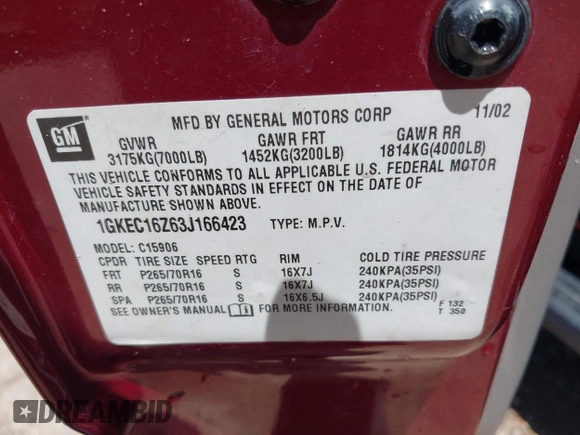 MFD BY GENERAL MOTORS CORP 11/02
GM
GVWR GAWR FRT GAWR RR
3175KG(7000LB) 1452KG(3200LB) 1814KG(4000LB)
THIS VEHICLE CONFORMS TO ALL APPLICABLE U.S. FEDERAL MOTOR
VEHICLE SAFETY STANDARDS IN EFFECT ON THE DATE OF
MANUFACTURE SHOWN ABOVE.
1GKEC16Z63J166423 TYPE: M.P.V.
MODEL: C15906
CPDR TIRE SIZE SPEED RTG RIM COLD TIRE PRESSURE
FRT P265/70R16 S 16X7J 240KPA(35PSI)
RR P265/70R16 S 16X7J 240KPA(35PSI)
SPA P265/70R16 S 16X6.5J 240KPA(35PSI)
SEE OWNER'S MANUAL FOR MORE INFORMATION.
F 132
T 350
DREAMBID